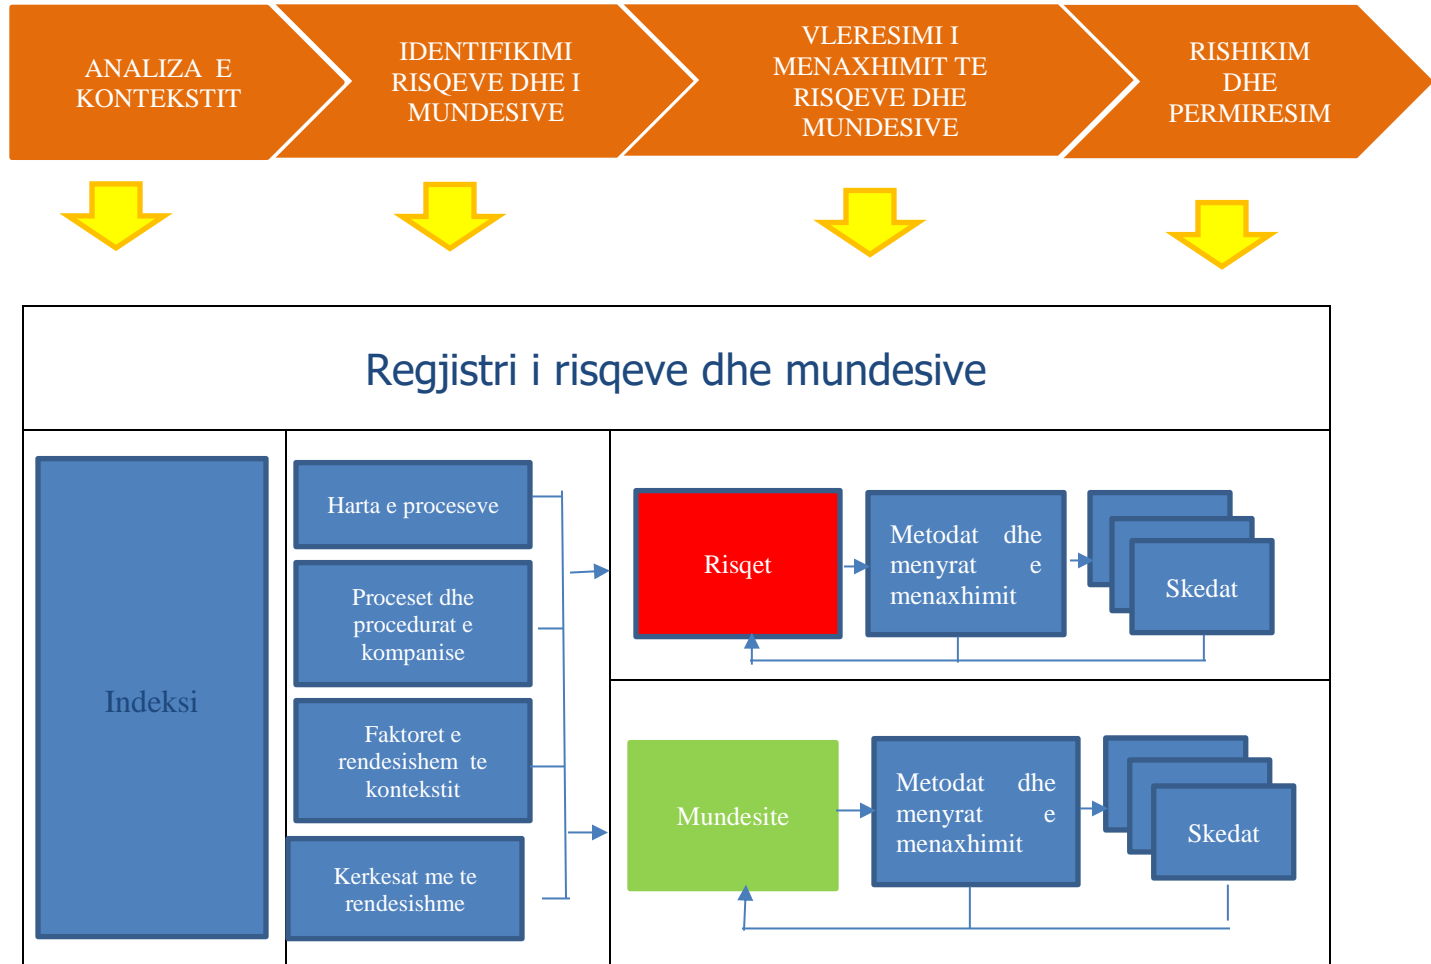 ANALIZA E
KONTEKSTIT
IDENTIFIKIMI
RISQEVE DHE I
MUNDESIVE
VLERESIMI I
MENAXHIMIT TE
RISQEVE DHE
MUNDESIVE
RISHIKIM
DHE
PERMIRESIM
Regjistri i risqeve dhe mundesive
Indeksi
Harta e proceseve
Proceset dhe
procedurat e
kompanise
Faktoret e
rendesishem te
kontekstit
Kerkesat me te
rendesishme
Risqet
Metodat dhe
menyrat e
menaxhimit
Skedat
Mundesite
Metodat dhe
menyrat e
menaxhimit
Skedat